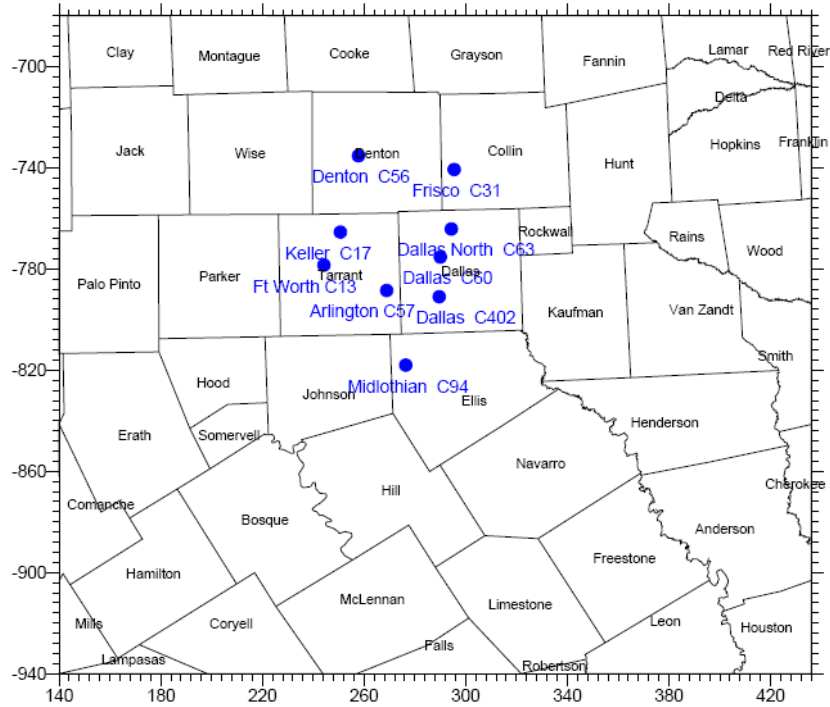 Clay
Montague
Cooke
Grayson
Fannin
Lamar
Red River
-700
Delta
Jack
Wise
Denton
Collin
Hunt
Hopkins
Franklin
-740
Denton C56
Frisco C31
Rockwall
Rains
Wood
Keller C17
Dallas North C63
-780
Palo Pinto
Parker
Tarrant
Dallas
Ft Worth C13
Dallas C60
Arlington C57
Dallas C402
Kaufman
Van Zandt
-820
Smith
Hood
Midlothian C94
Johnson
Ellis
Erath
Somervell
Henderson
-860
Navarro
Comanche
Hill
Cherokee
Bosque
Anderson
-900
Hamilton
Freestone
McLennan
Limestone
Mills
Coryell
Leon
Houston
Falls
Lampasas
Robertson
-940
140 180 220 260 300 340 380 420